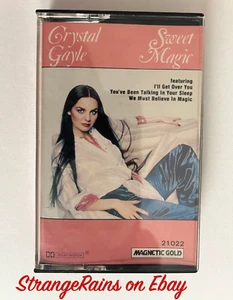 Crystal Gayle
Sweet Magic
featuring
I'll Get Over You
You've Been Talking In Your Sleep
We Must Believe in Magic
21022
MAGNETIC GOLD
StrangeRains on Ebay